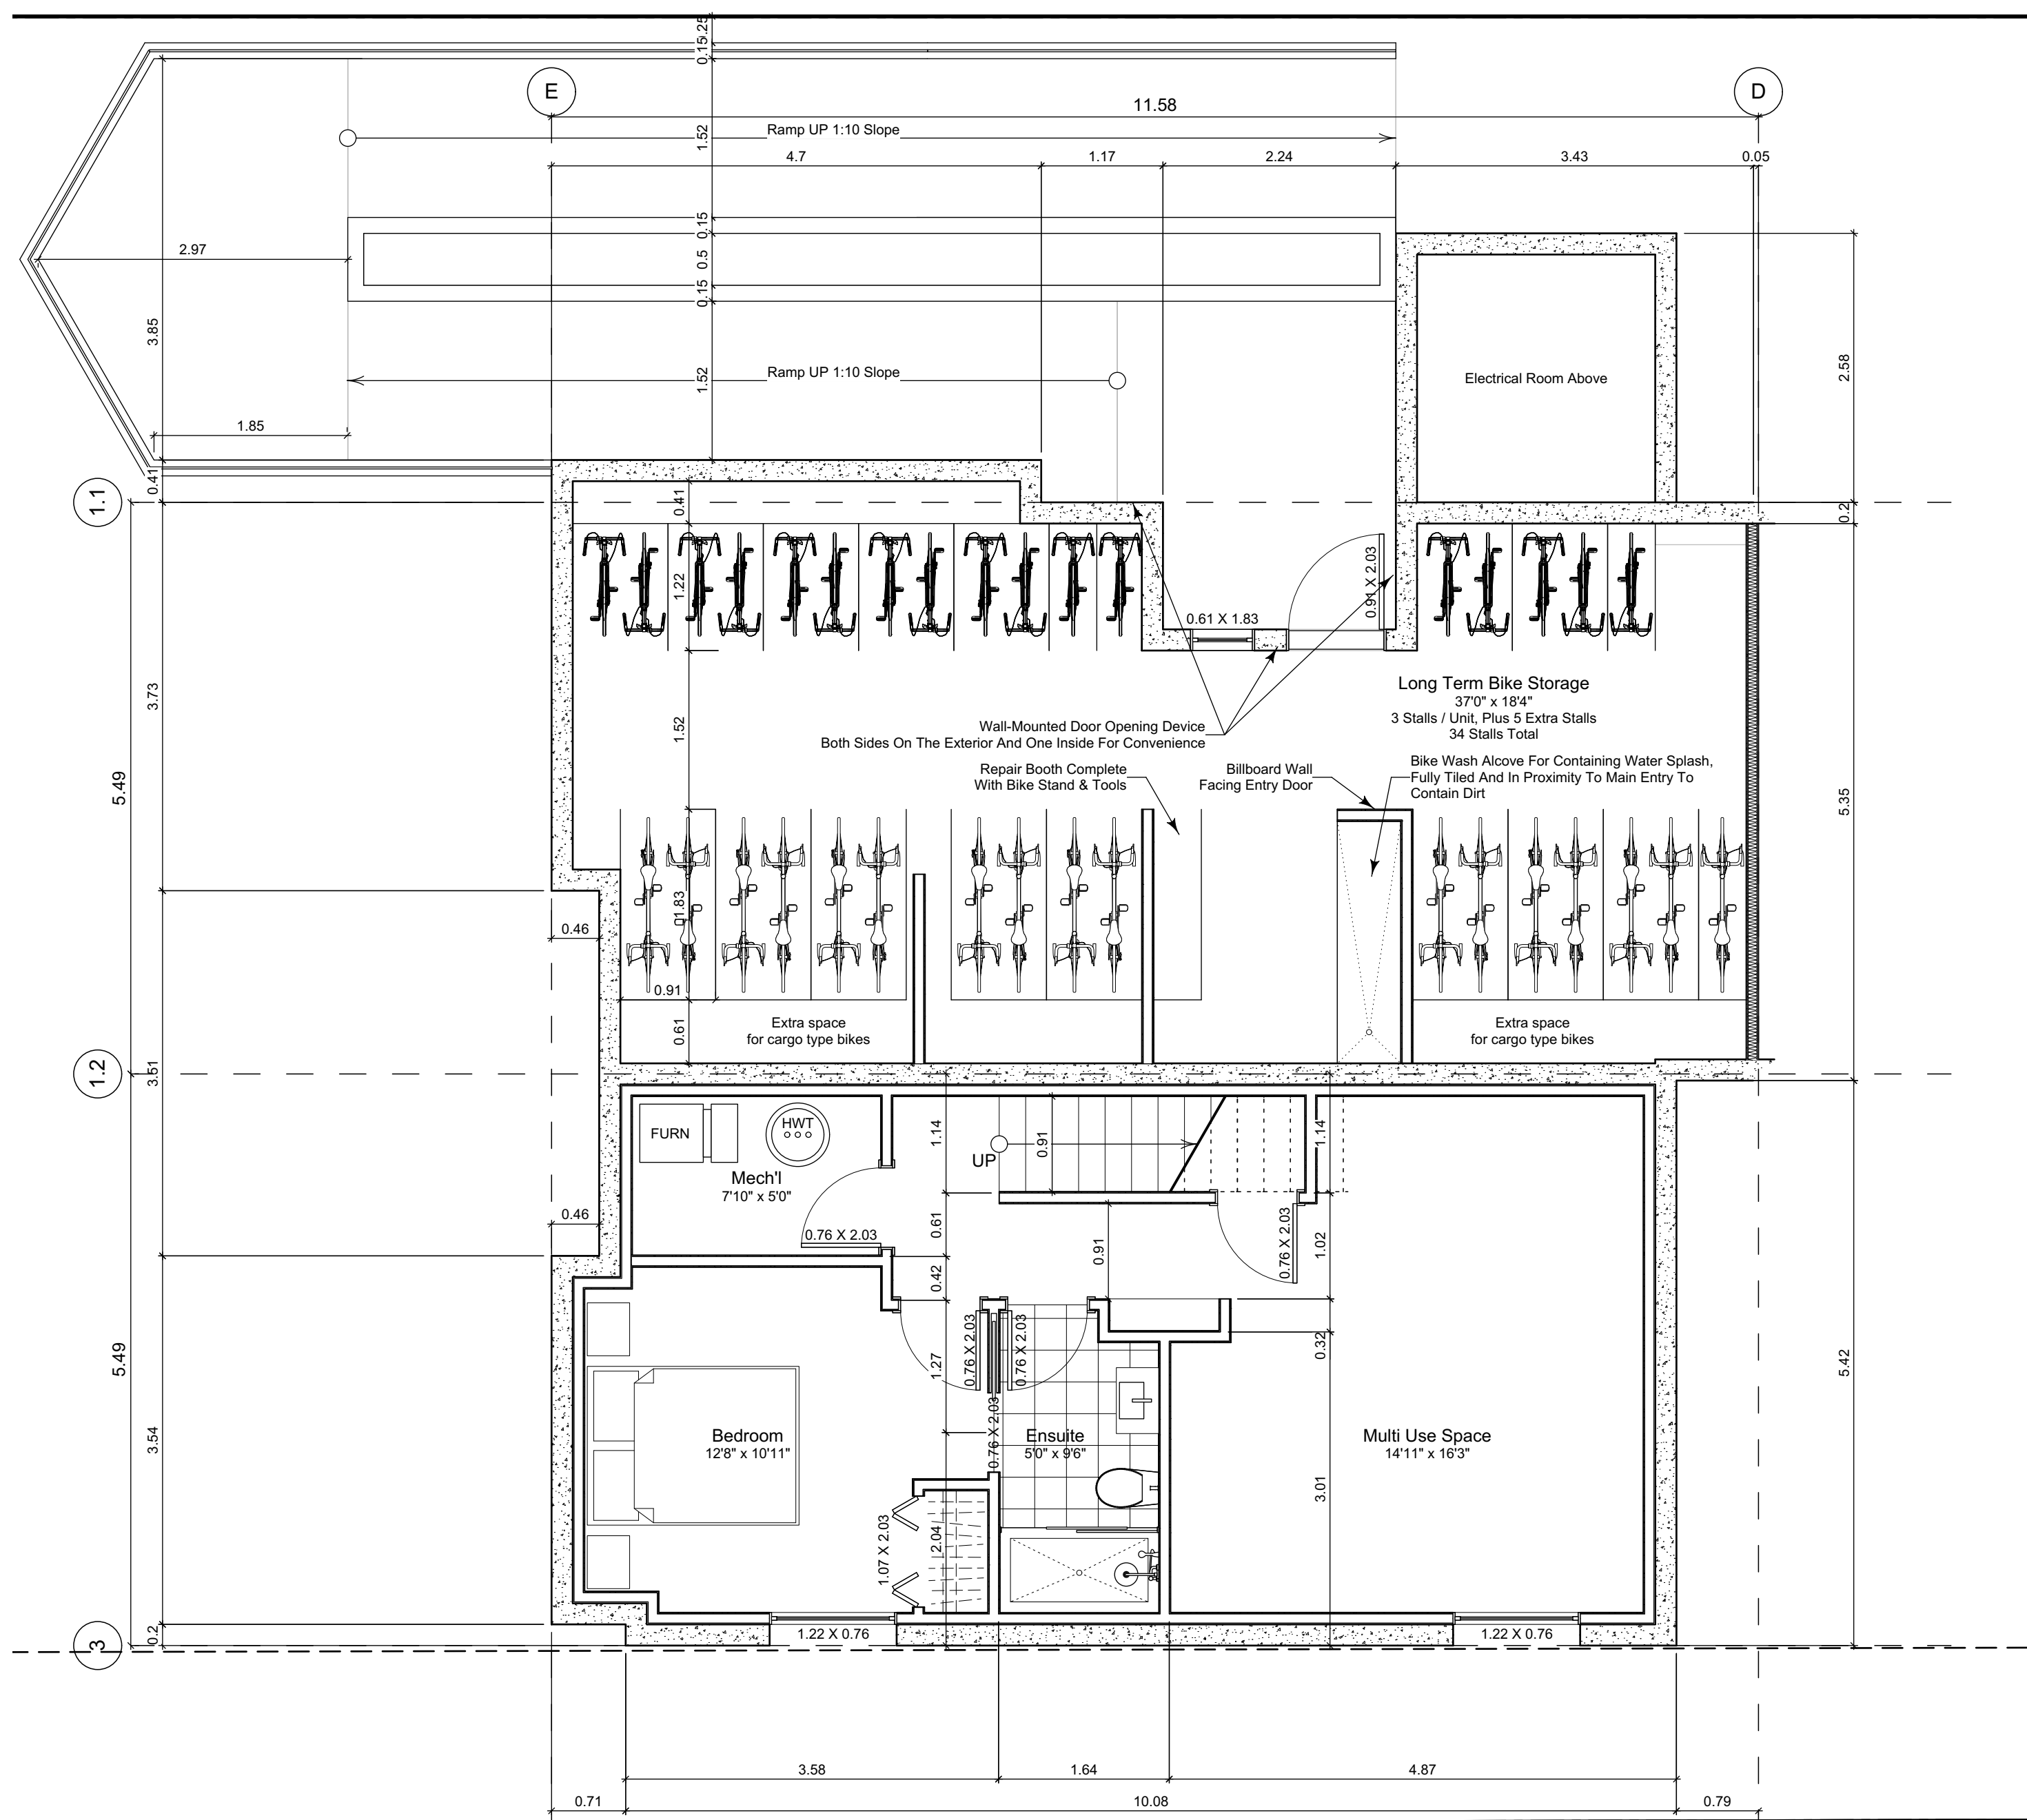 0.25
0.15
E
D
11.58
Ramp UP 1:10 Slope
1.52
4.7
1.17
2.24
3.43
0.05
0.15
2.97
0.5
0.15
3.85
2.58
Ramp UP 1:10 Slope
1.52
Electrical Room Above
1.85
0.41
1.1
0.41
0.2
1.22
0.91 X 2.03
0.61 X 1.83
3.73
Long Term Bike Storage
37'0" x 18'4"
3 Stalls / Unit, Plus 5 Extra Stalls
34 Stalls Total
1.52
Wall-Mounted Door Opening Device
Both Sides On The Exterior And One Inside For Convenience
Repair Booth Complete
With Bike Stand & Tools
Billboard Wall
Facing Entry Door
Bike Wash Alcove For Containing Water Splash,
Fully Tiled And In Proximity To Main Entry To
Contain Dirt
5.49
5.35
1.83
0.46
0.91
0.61
Extra space
for cargo type bikes
Extra space
for cargo type bikes
1.2
3.51
FURN
HWT
1.14
0.91
1.14
UP
Mech'l
7'10" x 5'0"
0.46
0.61
0.76 X 2.03
0.91
0.76 X 2.03
1.02
0.42
0.76 X 2.03
0.76 X 2.03
1.27
0.32
5.49
5.42
3.54
0.76 X 2.03
Bedroom
12'8" x 10'11"
Ensuite
5'0" x 9'6"
Multi Use Space
14'11" x 16'3"
3.01
1.07 X 2.03
2.04
0.2
3
1.22 X 0.76
1.22 X 0.76
3.58
1.64
4.87
0.71
10.08
0.79